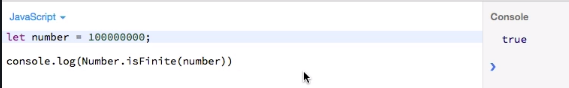 JavaScript
Console
let number = 100000000;
true
console.log(Number.isFinite(number))